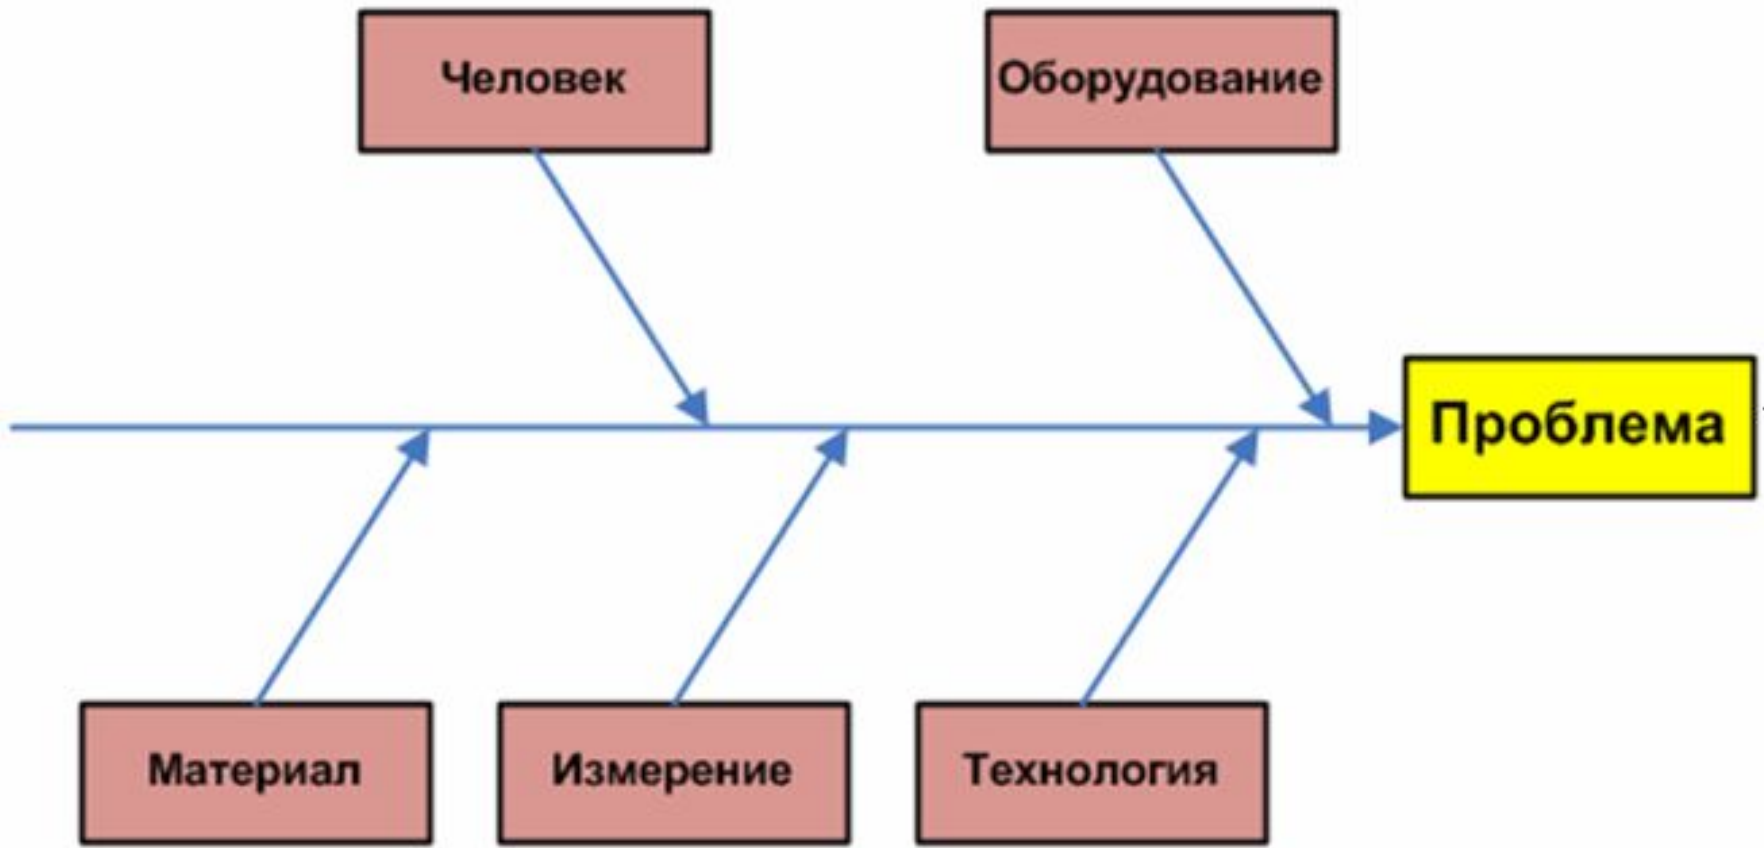 Человек
Оборудование
Проблема
Материал
Измерение
Технология